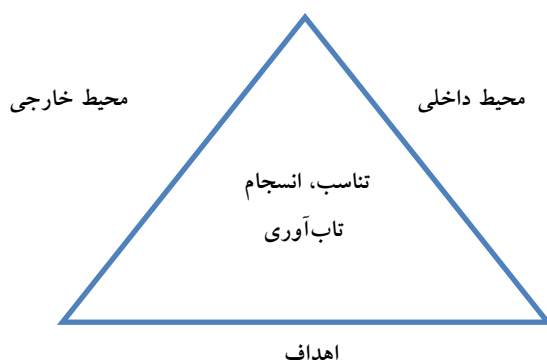 محیط داخلی
محیط خارجی
تناسب، انسجام
تاب‌آوری
اهداف